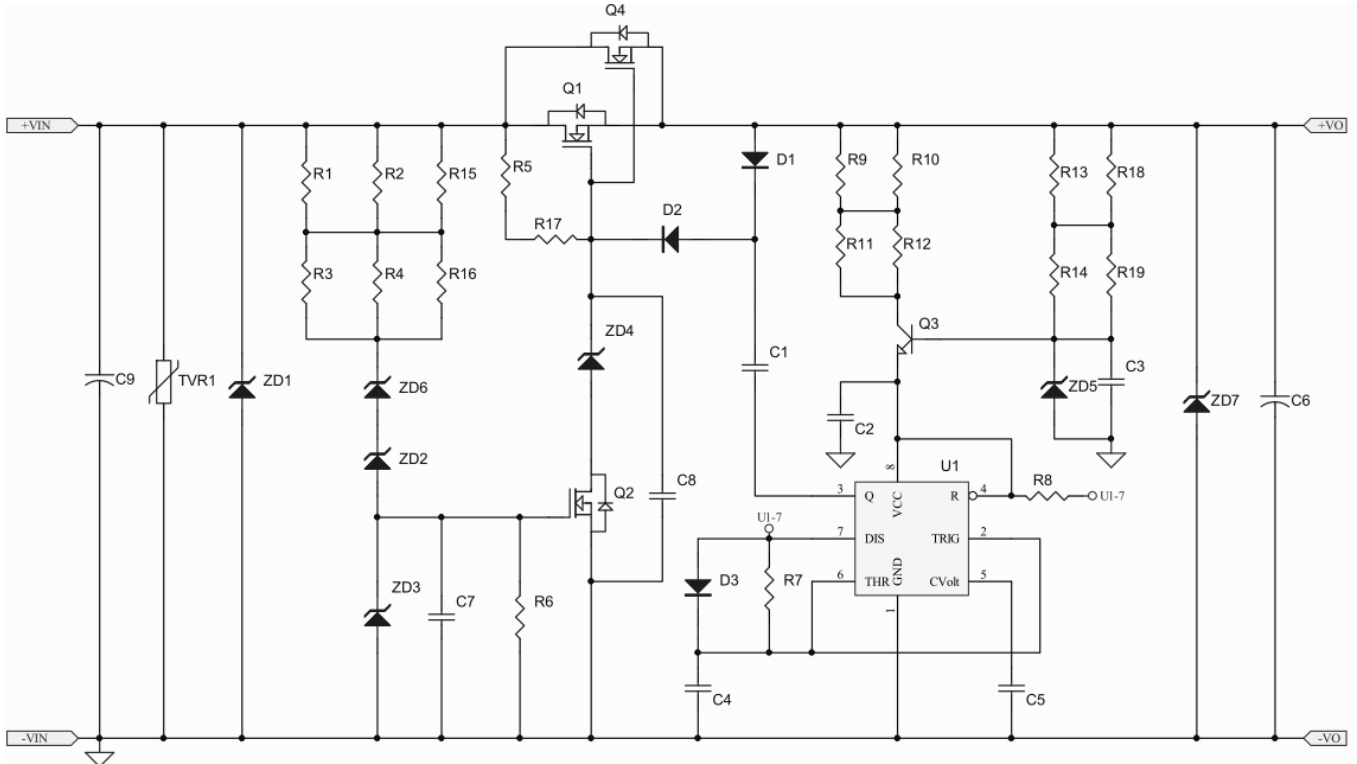 Q4
Q1
+VIN
+VO
R1
R2
R15
R5
D1
R9
R10
R13
R18
D2
R17
R3
R4
R16
R11
R12
R14
R19
Q3
ZD4
C1
C9
TVR1
ZD1
ZD6
ZD5
C3
ZD7
C6
C2
ZD2
U1
8
Q2
C8
3
Q
VCC
R
4
R8
U1-7
U1-7
7
DIS
TRIG
2
ZD3
C7
R6
D3
R7
6
THR
GND
CVolt
5
1
C4
C5
-VIN
-VO